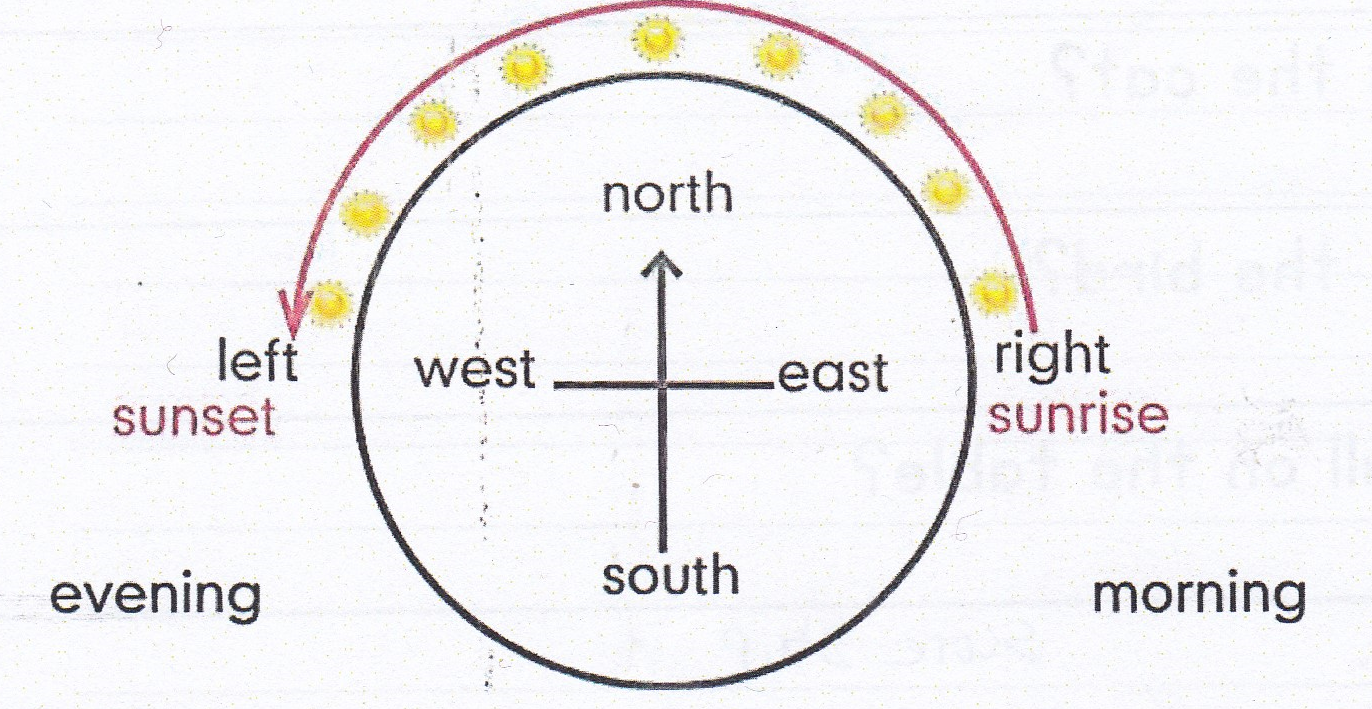 north
left west east right
sunset sunrise
south
evening morning